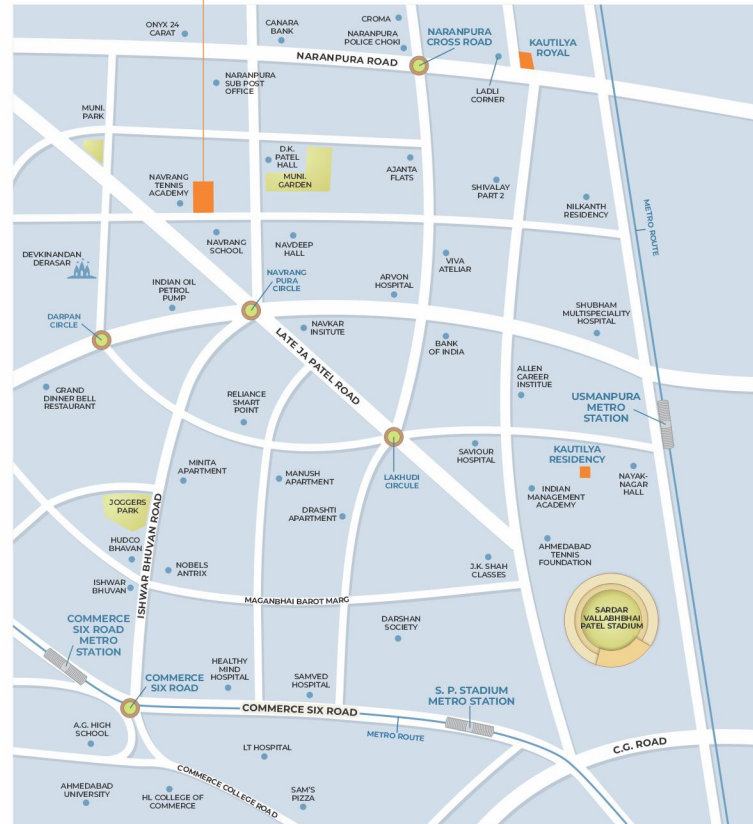 ONYX 24
CARAT
CANARA
BANK
CROMA
NARANPURA
POLICE CHOKI
NARANPURA
CROSS ROAD
KAUTILYA
ROYAL
NARANPURA ROAD
LADLI
CORNER
NARANPURA
SUB POST
OFFICE
MUNI.
PARK
D.K.
PATEL
HALL
MUNI.
GARDEN
AJANTA
FLATS
NAVRANG
TENNIS
ACADEMY
SHIVALAY
PART 2
NILKANTH
RESIDENCY
METRO ROUTE
NAVRANG
SCHOOL
NAVDEEP
HALL
DEVKINANDAN
DERASAR
VIVA
ATELIAR
INDIAN OIL
PETROL
PUMP
NAVRANG
PURA
CIRCLE
ARVON
HOSPITAL
DARPAN
CIRCLE
SHUBHAM
MULTISPECIALITY
HOSPITAL
NAVKAR
INSITUTE
LATE JA PATEL ROAD
BANK
OF INDIA
ALLEN
CAREER
INSTITUE
GRAND
DINNER BELL
RESTAURANT
RELIANCE
SMART
POINT
USMANPURA
METRO
STATION
MINITA
APARTMENT
MANUSH
APARTMENT
LAKHUDI
CIRCULE
SAVIOUR
HOSPITAL
KAUTILYA
RESIDENCY
NAYAK-
NAGAR
HALL
INDIAN
MANAGEMENT
ACADEMY
JOGGERS
PARK
DRASHTI
APARTMENT
ISHWAR BHUVAN ROAD
HUDCO
BHAVAN
NOBELS
ANTRIX
AHMEDABAD
TENNIS
FOUNDATION
J.K. SHAH
CLASSES
ISHWAR
BHUVAN
MAGANBHAI BAROT MARG
SARDAR
VALLABHBHAI
PATEL STADIUM
COMMERCE
SIX ROAD
METRO
STATION
DARSHAN
SOCIETY
HEALTHY
MIND
HOSPITAL
SAMVED
HOSPITAL
COMMERCE
SIX ROAD
S. P. STADIUM
METRO STATION
COMMERCE SIX ROAD
METRO ROUTE
A.G. HIGH
SCHOOL
C.G. ROAD
LT HOSPITAL
COMMERCE COLLEGE ROAD
AHMEDABAD
UNIVERSITY
HL COLLEGE OF
COMMERCE
SAM'S
PIZZA